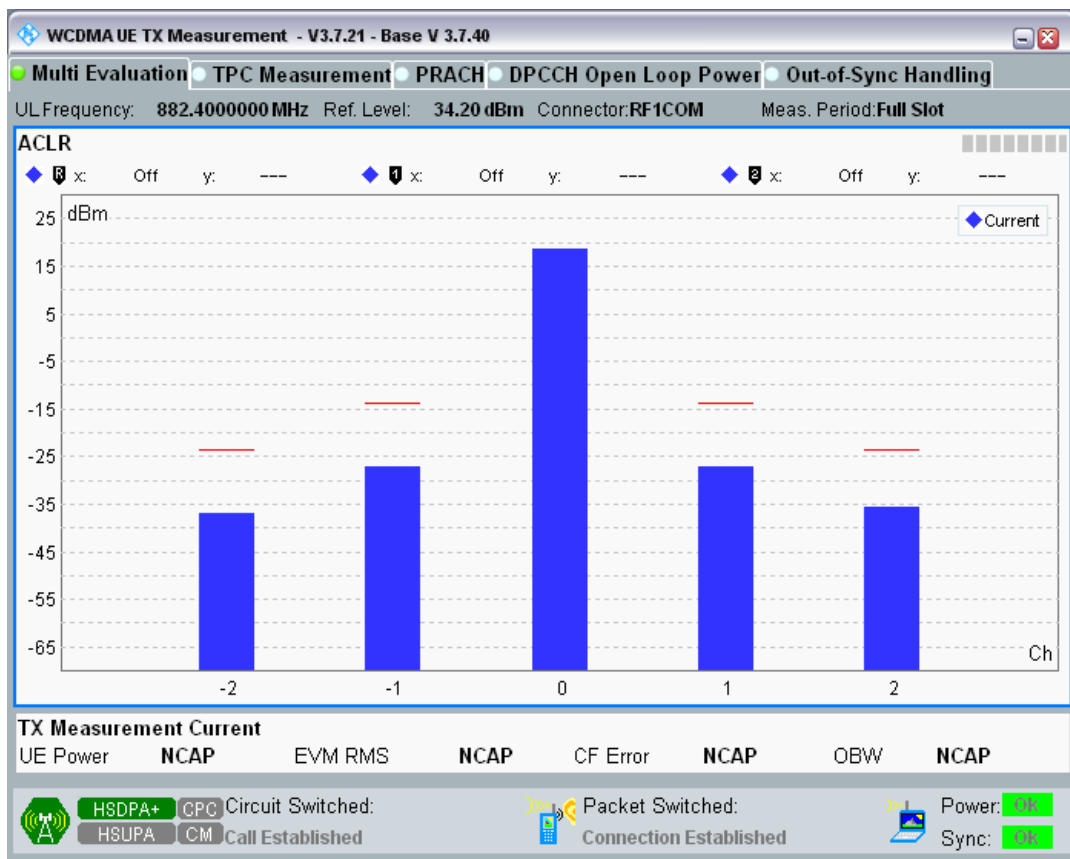 WCDMA UE TX Measurement - V3.7.21 - Base V 3.7.40
Multi Evaluation TPC Measurement PRACH DPCCH Open Loop Power Out-of-Sync Handling
UL Frequency: 882.4000000 MHz Ref. Level: 34.20 dBm Connector:RF1COM Meas. Period:Full Slot
ACLR
R x: Off y: --- 1 x: Off y: --- 2 x: Off y: ---
dBm
Current
25
15
5
-5
-15
-25
-35
-45
-55
-65
Ch
-2 -1 0 1 2
TX Measurement Current
UE Power NCAP EVM RMS NCAP CF Error NCAP OBW NCAP
HSDPA+ CPC Circuit Switched: Packet Switched: Power: OK
HSUPA CM Call Established Connection Established Sync: OK